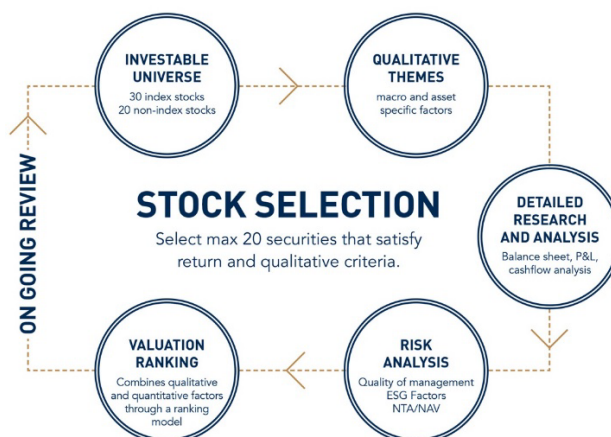 INVESTABLE
UNIVERSE
30 index stocks
20 non-index stocks
QUALITATIVE
THEMES
macro and asset
specific factors
DETAILED
RESEARCH
AND ANALYSIS
Balance sheet, P&L,
cashflow analysis
RISK
ANALYSIS
Quality of management
ESG Factors
NTA/NAV
VALUATION
RANKING
Combines qualitative
and quantitative factors
through a ranking
model
ON GOING REVIEW
STOCK SELECTION
Select max 20 securities that satisfy
return and qualitative criteria.